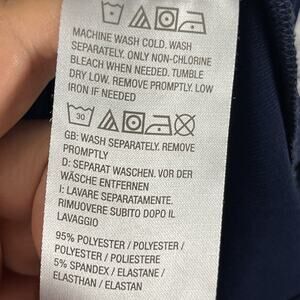 MACHINE WASH COLD. WASH
SEPARATELY. ONLY NON-CHLORINE
BLEACH WHEN NEEDED. TUMBLE
DRY LOW. REMOVE PROMPTLY. LOW
IRON IF NEEDED
30
GB: WASH SEPARATELY. REMOVE
PROMPTLY
D: SEPARAT WASCHEN. VOR DER
WÄSCHE ENTFERNEN
I: LAVARE SEPARATAMENTE.
RIMUOVERE SUBITO DOPO IL
LAVAGGIO
95% POLYESTER / POLYESTER /
POLYESTER / POLIESTERE
5% SPANDEX / ELASTANE /
ELASTHAN / ELASTAN